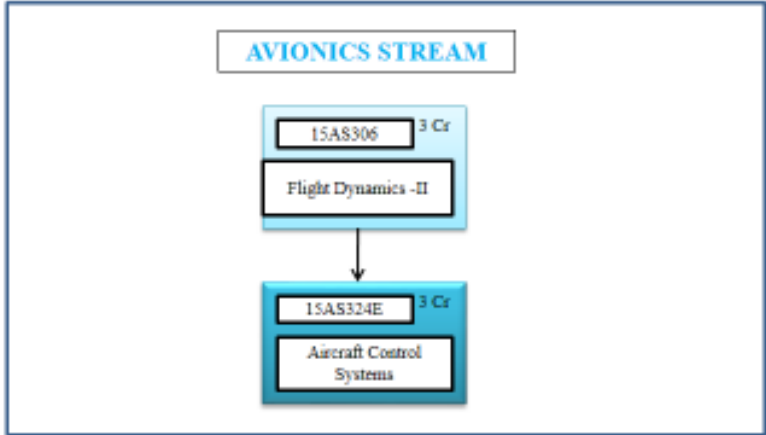 AVIONICS STREAM
15AS306
3 Cr
Flight Dynamics -II
15AS324E
3 Cr
Aircraft Control
Systems